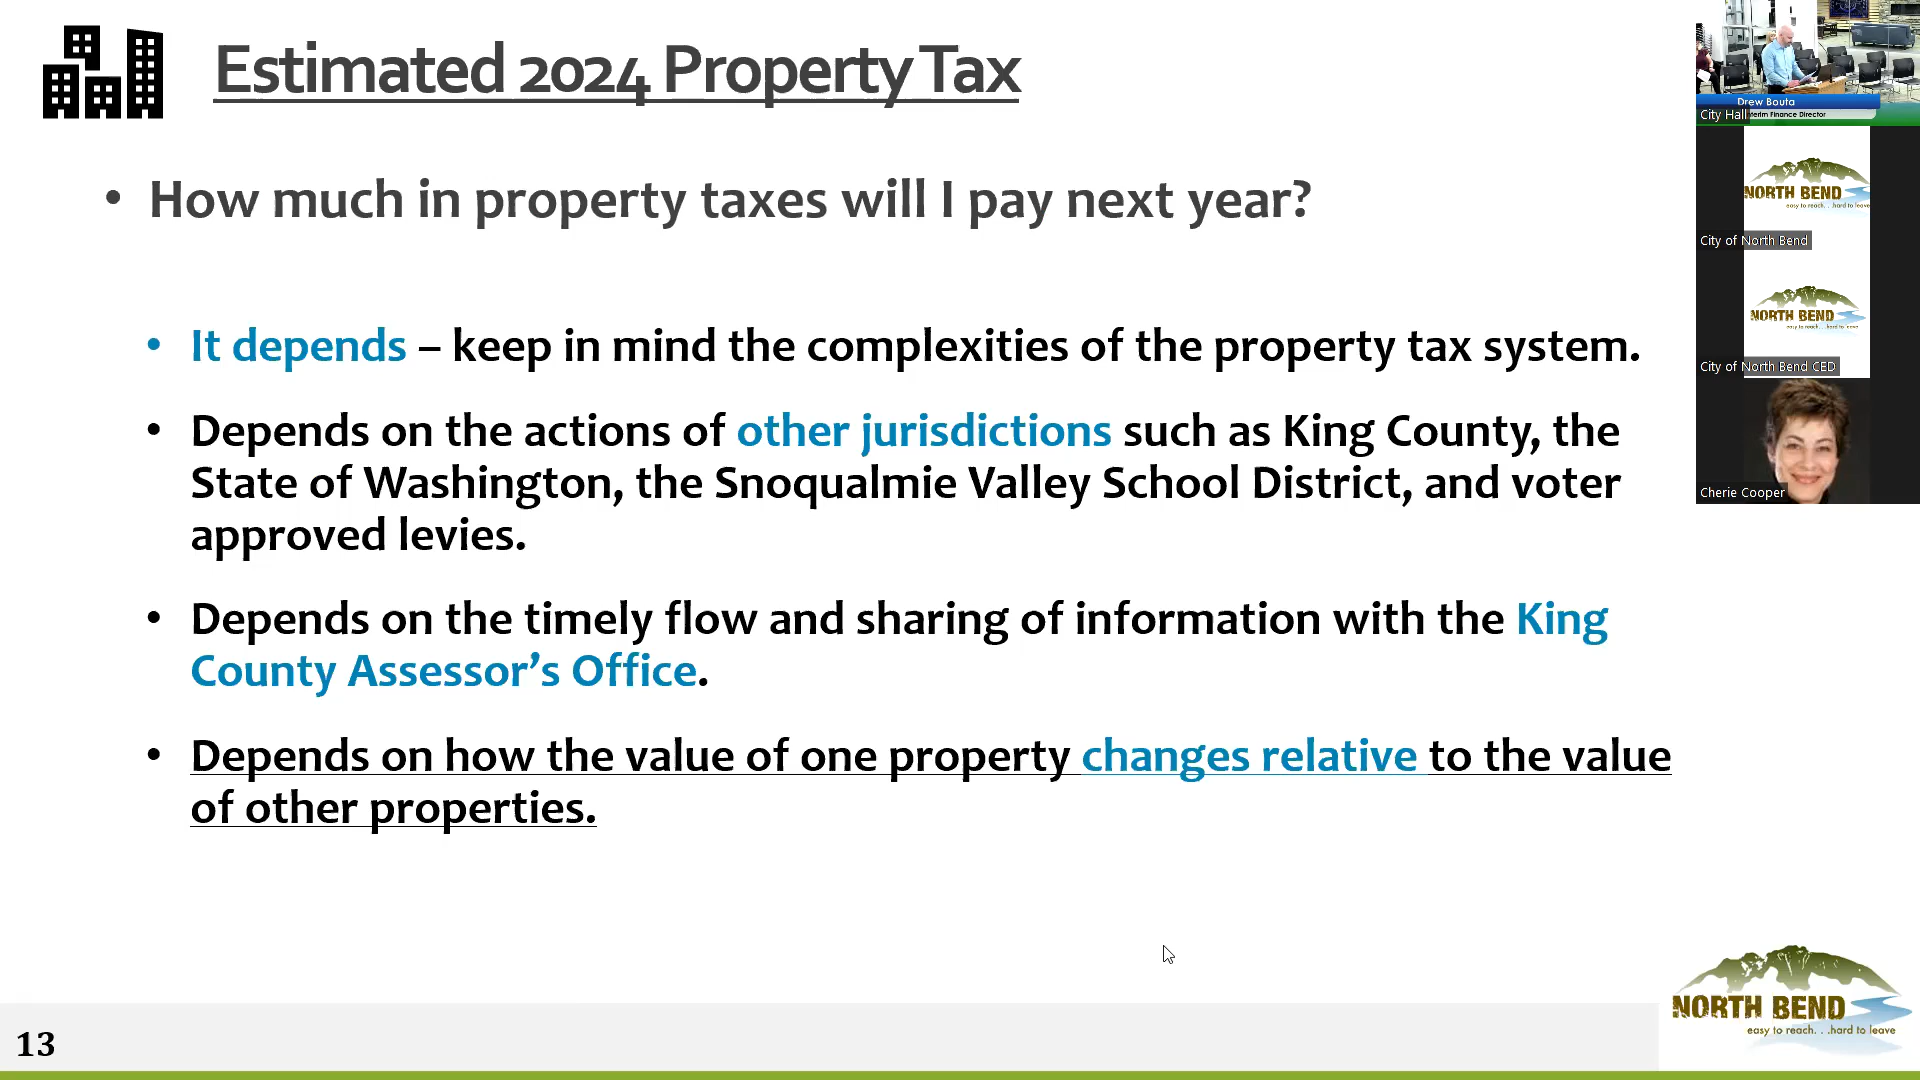 Estimated 2024 Property Tax
• How much in property taxes will I pay next year?
• It depends – keep in mind the complexities of the property tax system.
• Depends on the actions of other jurisdictions such as King County, the
State of Washington, the Snoqualmie Valley School District, and voter
approved levies.
• Depends on the timely flow and sharing of information with the King
County Assessor’s Office.
• Depends on how the value of one property changes relative to the value
of other properties.
13
Drew Bouta
City Hall
Interim Finance Director
NORTH BEND
easy to reach. . .hard to leave
City of North Bend
NORTH BEND
easy to reach. . .hard to leave
City of North Bend CED
Cherie Cooper
NORTH BEND
easy to reach. . .hard to leave